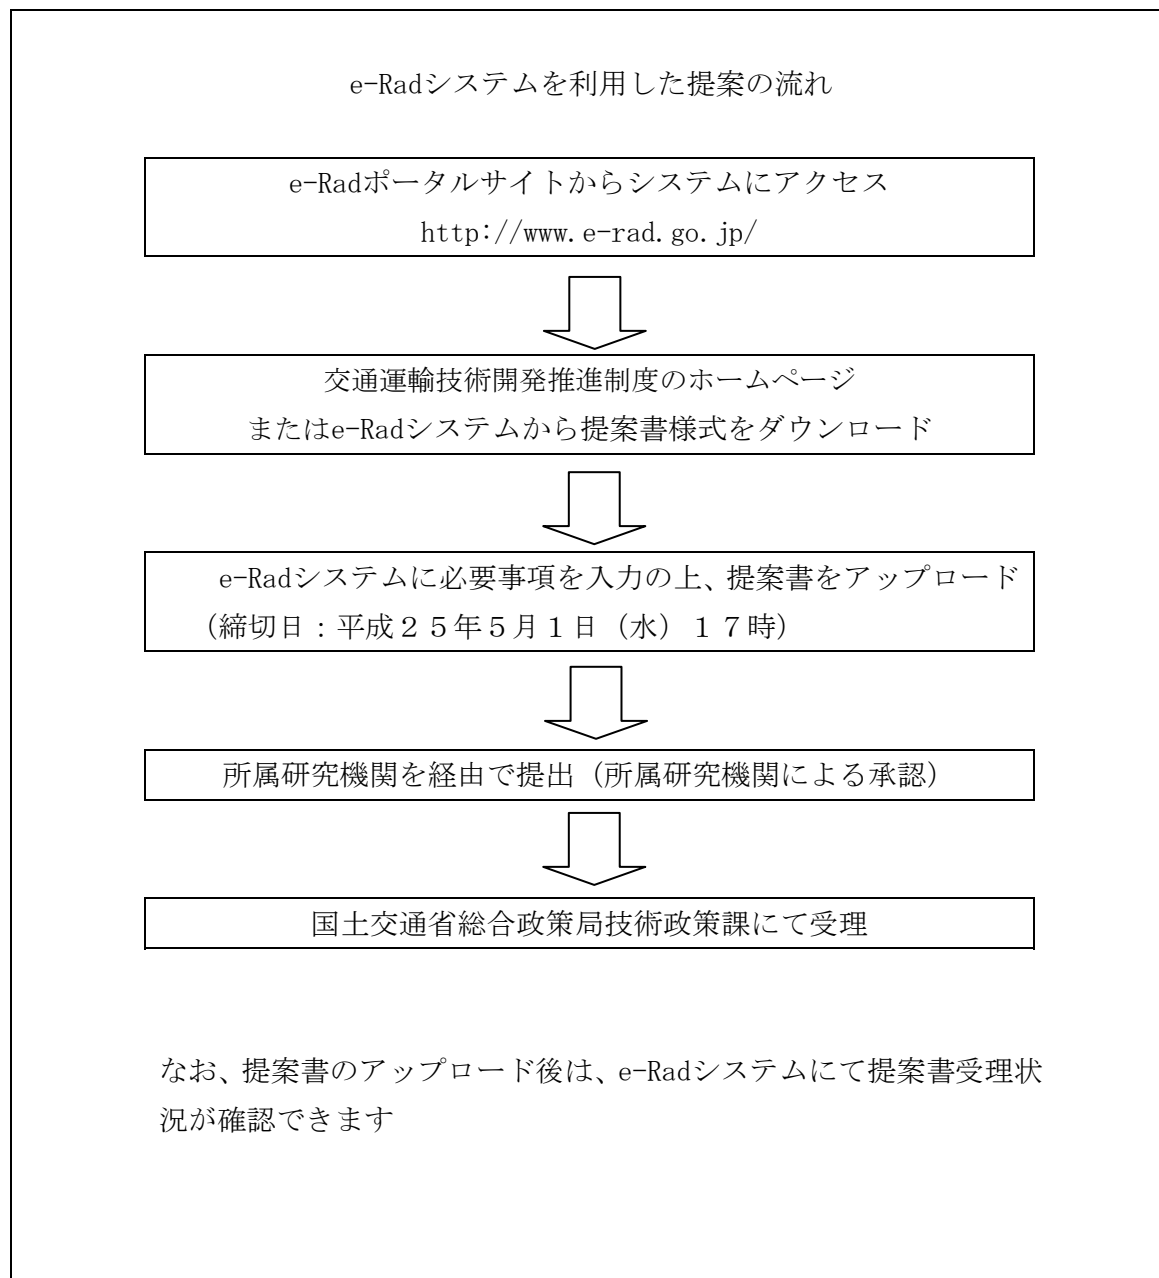 e-Radシステムを利用した提案の流れ
e-Radポータルサイトからシステムにアクセス
http://www.e-rad.go.jp/
交通運輸技術開発推進制度のホームページ
またはe-Radシステムから提案書様式をダウンロード
e-Radシステムに必要事項を入力の上、提案書をアップロード
（締切日：平成２５年５月１日（水）１７時）
所属研究機関を経由で提出（所属研究機関による承認）
国土交通省総合政策局技術政策課にて受理
なお、提案書のアップロード後は、e-Radシステムにて提案書受理状
況が確認できます